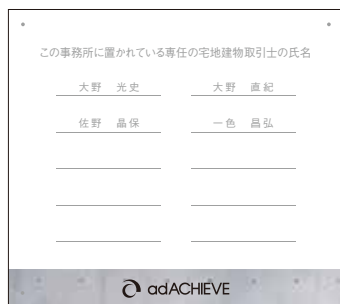 この事務所に置かれている専任の宅地建物取引士の氏名
大野 光史 大野 直紀
佐野 晶保 一色 昌弘
adACHIEVE